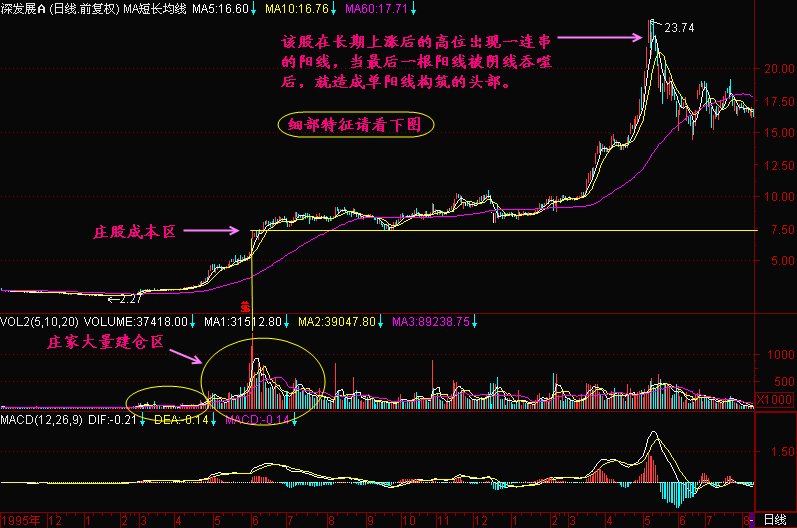 深发展A (日线.前复权) MA短长均线 MA5:16.60↓ MA10:16.76↓ MA60:17.71↓
23.74
该股在长期上涨后的高位出现一连串
的阳线，当最后一根阳线被阴线吞噬
后，就造成单阳线构筑的头部。
细部特征请看下图
20.00
17.50
15.00
12.50
10.00
庄股成本区
7.50
5.00
←2.27
VOL2(5,10,20) VOLUME:37418.00↓ MA1:31512.80↓ MA2:39047.80↓ MA3:89238.75↓
庄家大量建仓区
1000
500
X1000
MACD(12,26,9) DIF:-0.21↓ DEA:-0.14↓ MACD:-0.14↓
1.50
1995年 12 1 2 3 4 5 6 7 8 9 10 11 12 1 2 3 4 5 6 7 8 日线